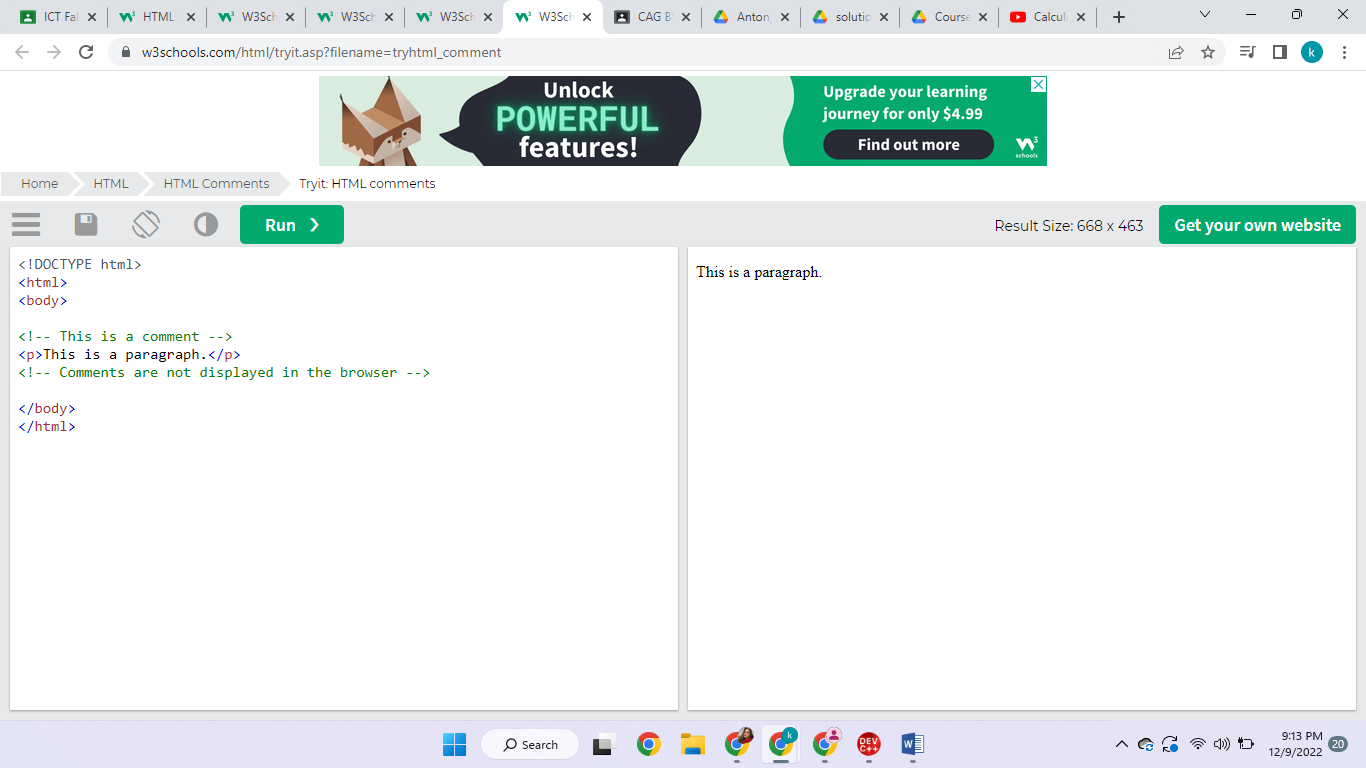 ICT Fal
HTML
W3Sch
W3Sch
W3Sch
W3Sch
CAG B
Anton,
solutio
Course
Calcul
w3schools.com/html/tryit.asp?filename=tryhtml_comment
k
Unlock
POWERFUL
features!
Upgrade your learning
journey for only $4.99
Find out more
schools
Home
HTML
HTML Comments
Tryit: HTML comments
Run ❯
Result Size: 668 x 463
Get your own website
<!DOCTYPE html>
<html>
<body>
<!-- This is a comment -->
<p>This is a paragraph.</p>
<!-- Comments are not displayed in the browser -->
</body>
</html>
This is a paragraph.
Search
k
DEV
C++
W
9:13 PM
12/9/2022
20